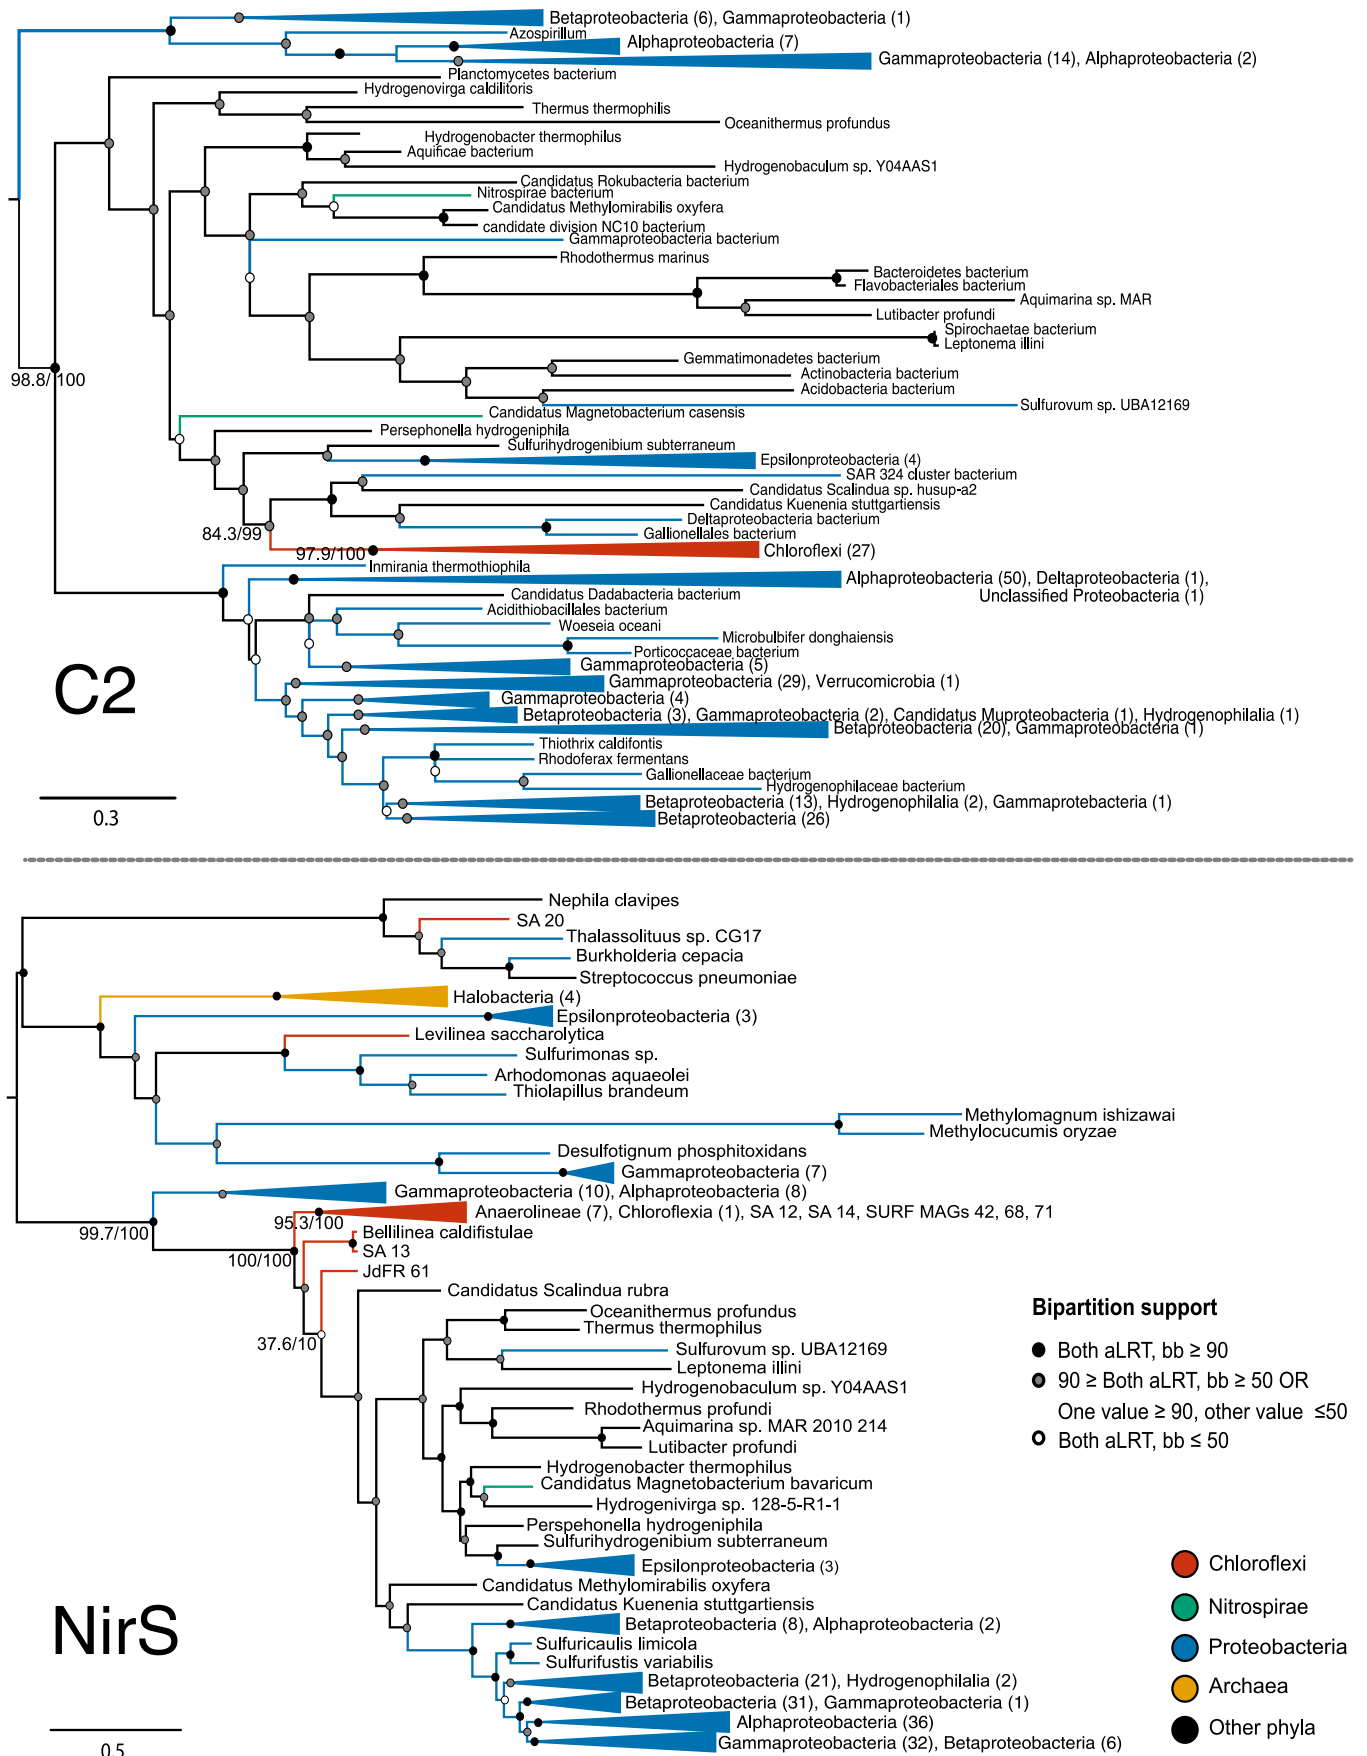 Betaproteobacteria (6), Gammaproteobacteria (1)
Azospirillum
Alphaproteobacteria (7)
Gammaproteobacteria (14), Alphaproteobacteria (2)
Planctomycetes bacterium
Hydrogenovirga caldilitoris
Thermus thermophilis
Oceanithermus profundus
Hydrogenobacter thermophilus
Aquificae bacterium
Hydrogenobaculum sp. Y04AAS1
Candidatus Rokubacteria bacterium
Nitrospirae bacterium
Candidatus Methylomirabilis oxyfera
candidate division NC10 bacterium
Gammaproteobacteria bacterium
Rhodothermus marinus
Bacteroidetes bacterium
Flavobacteriales bacterium
Aquimarina sp. MAR
Lutibacter profundi
Spirochaetae bacterium
Leptonema illini
Gemmatimonadetes bacterium
Actinobacteria bacterium
98.8/100
Acidobacteria bacterium
Sulfurovum sp. UBA12169
Candidatus Magnetobacterium casensis
Persephonella hydrogeniphila
Sulfurihydrogenibium subterraneum
Epsilonproteobacteria (4)
SAR 324 cluster bacterium
Candidatus Scalindua sp. husup-a2
Candidatus Kuenenia stuttgartiensis
Deltaproteobacteria bacterium
84.3/99
Gallionellales bacterium
97.9/100
Chloroflexi (27)
Inmirania thermothiophila
Alphaproteobacteria (50), Deltaproteobacteria (1),
Unclassified Proteobacteria (1)
Candidatus Dadabacteria bacterium
Acidithiobacillales bacterium
Woeseia oceani
Microbulbifer donghaiensis
Porticoccaceae bacterium
Gammaproteobacteria (5)
C2
Gammaproteobacteria (29), Verrucomicrobia (1)
Gammaproteobacteria (4)
Betaproteobacteria (3), Gammaproteobacteria (2), Candidatus Muproteobacteria (1), Hydrogenophilalia (1)
Betaproteobacteria (20), Gammaproteobacteria (1)
Thiothrix caldifontis
Rhodoferax fermentans
Gallionellaceae bacterium
Hydrogenophilaceae bacterium
Betaproteobacteria (13), Hydrogenophilalia (2), Gammaprotebacteria (1)
0.3
Betaproteobacteria (26)
Nephila clavipes
SA 20
Thalassolituus sp. CG17
Burkholderia cepacia
Streptococcus pneumoniae
Halobacteria (4)
Epsilonproteobacteria (3)
Levilinea saccharolytica
Sulfurimonas sp.
Arhodomonas aquaeolei
Thiolapillus brandeum
Methylomagnum ishizawai
Methylocucumis oryzae
Desulfotignum phosphitoxidans
Gammaproteobacteria (7)
Gammaproteobacteria (10), Alphaproteobacteria (8)
Anaerolineae (7), Chloroflexia (1), SA 12, SA 14, SURF MAGs 42, 68, 71
95.3/100
99.7/100
Bellilinea caldifistulae
SA 13
100/100
JdFR 61
Candidatus Scalindua rubra
Oceanithermus profundus
Thermus thermophilus
37.6/10
Sulfurovum sp. UBA12169
Leptonema illini
Hydrogenobaculum sp. Y04AAS1
Rhodothermus profundi
Aquimarina sp. MAR 2010 214
Lutibacter profundi
Hydrogenobacter thermophilus
Candidatus Magnetobacterium bavaricum
Hydrogenivirga sp. 128-5-R1-1
Perspehonella hydrogeniphila
Sulfurihydrogenibium subterraneum
Epsilonproteobacteria (3)
Candidatus Methylomirabilis oxyfera
Candidatus Kuenenia stuttgartiensis
Betaproteobacteria (8), Alphaproteobacteria (2)
Sulfuricaulis limicola
Sulfurifustis variabilis
NirS
Betaproteobacteria (21), Hydrogenophilalia (2)
Betaproteobacteria (31), Gammaproteobacteria (1)
Alphaproteobacteria (36)
Gammaproteobacteria (32), Betaproteobacteria (6)
0.5
Bipartition support
Both aLRT, bb ≥ 90
90 ≥ Both aLRT, bb ≥ 50 OR
One value ≥ 90, other value ≤50
Both aLRT, bb ≤ 50
Chloroflexi
Nitrospirae
Proteobacteria
Archaea
Other phyla